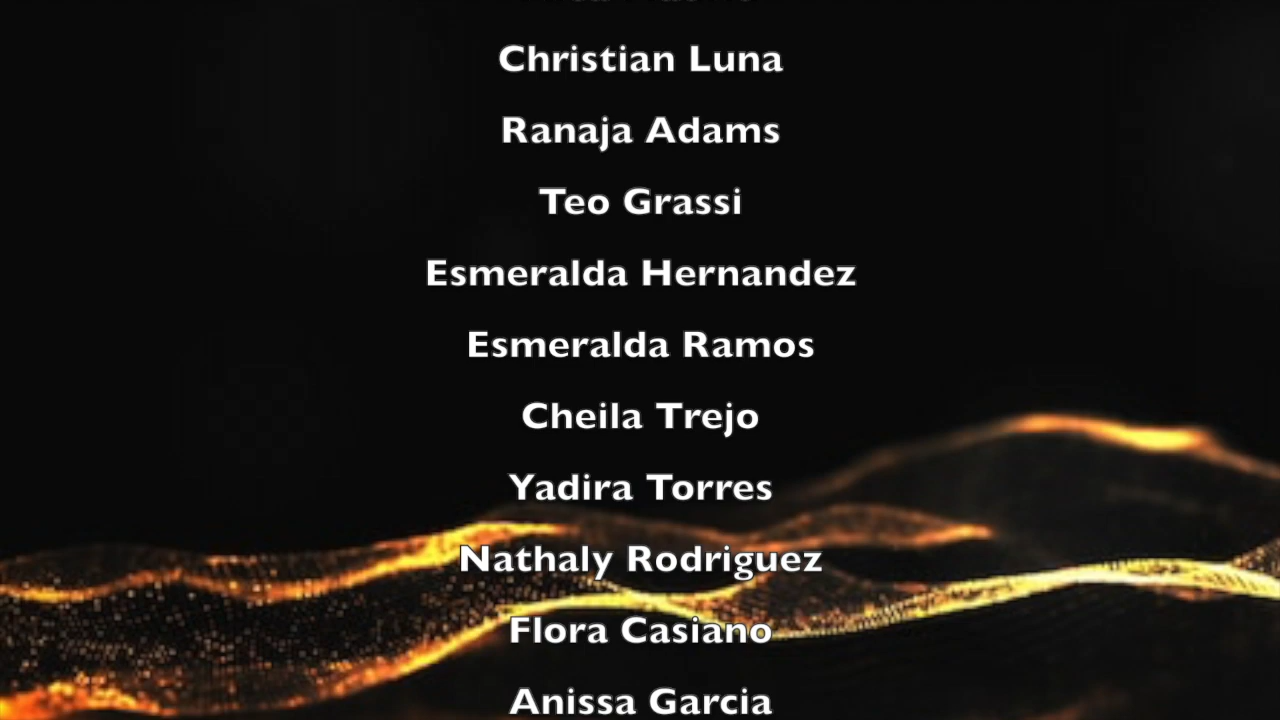 Christian Luna
Ranaja Adams
Teo Grassi
Esmeralda Hernandez
Esmeralda Ramos
Cheila Trejo
Yadira Torres
Nathaly Rodriguez
Flora Casiano
Anissa Garcia